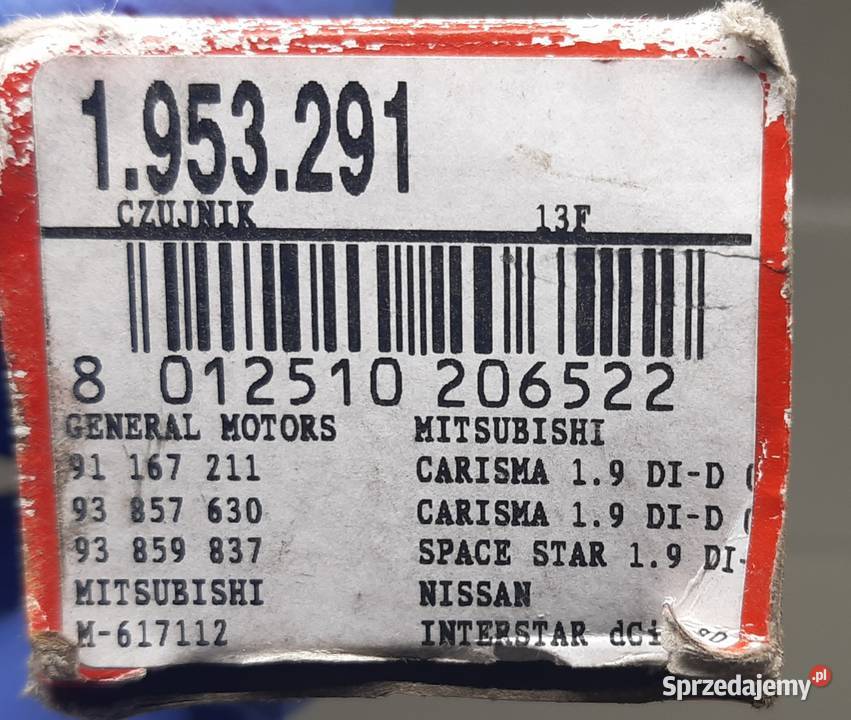 1.953.291
CZUJNIK 13F
8 012510 206522
GENERAL MOTORS MITSUBISHI
91 167 211 CARISMA 1.9 DI-D (
93 857 630 CARISMA 1.9 DI-D (
93 859 837 SPACE STAR 1.9 DI-
MITSUBISHI NISSAN
M-617112 INTERSTAR dCi
Sprzedajemy.pl